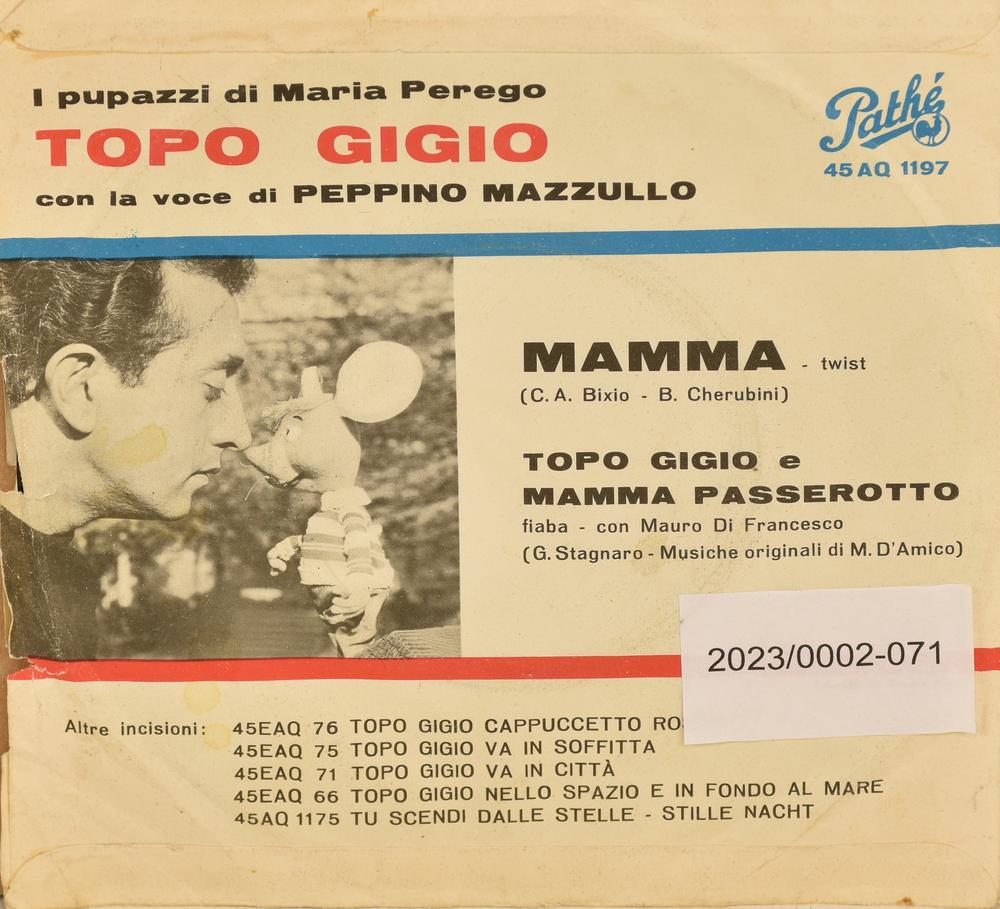 I pupazzi di Maria Perego
TOPO GIGIO
con la voce di PEPPINO MAZZULLO
Pathé
45 AQ 1197
MAMMA - twist
(C. A. Bixio - B. Cherubini)
TOPO GIGIO e
MAMMA PASSEROTTO
fiaba - con Mauro Di Francesco
(G. Stagnaro - Musiche originali di M. D'Amico)
2023/0002-071
Altre incisioni: 45EAQ 76 TOPO GIGIO CAPPUCCETTO
45EAQ 75 TOPO GIGIO VA IN SOFFITTA
45EAQ 71 TOPO GIGIO VA IN CITTÀ
45EAQ 66 TOPO GIGIO NELLO SPAZIO E IN FONDO AL MARE
45AQ 1175 TU SCENDI DALLE STELLE - STILLE NACHT